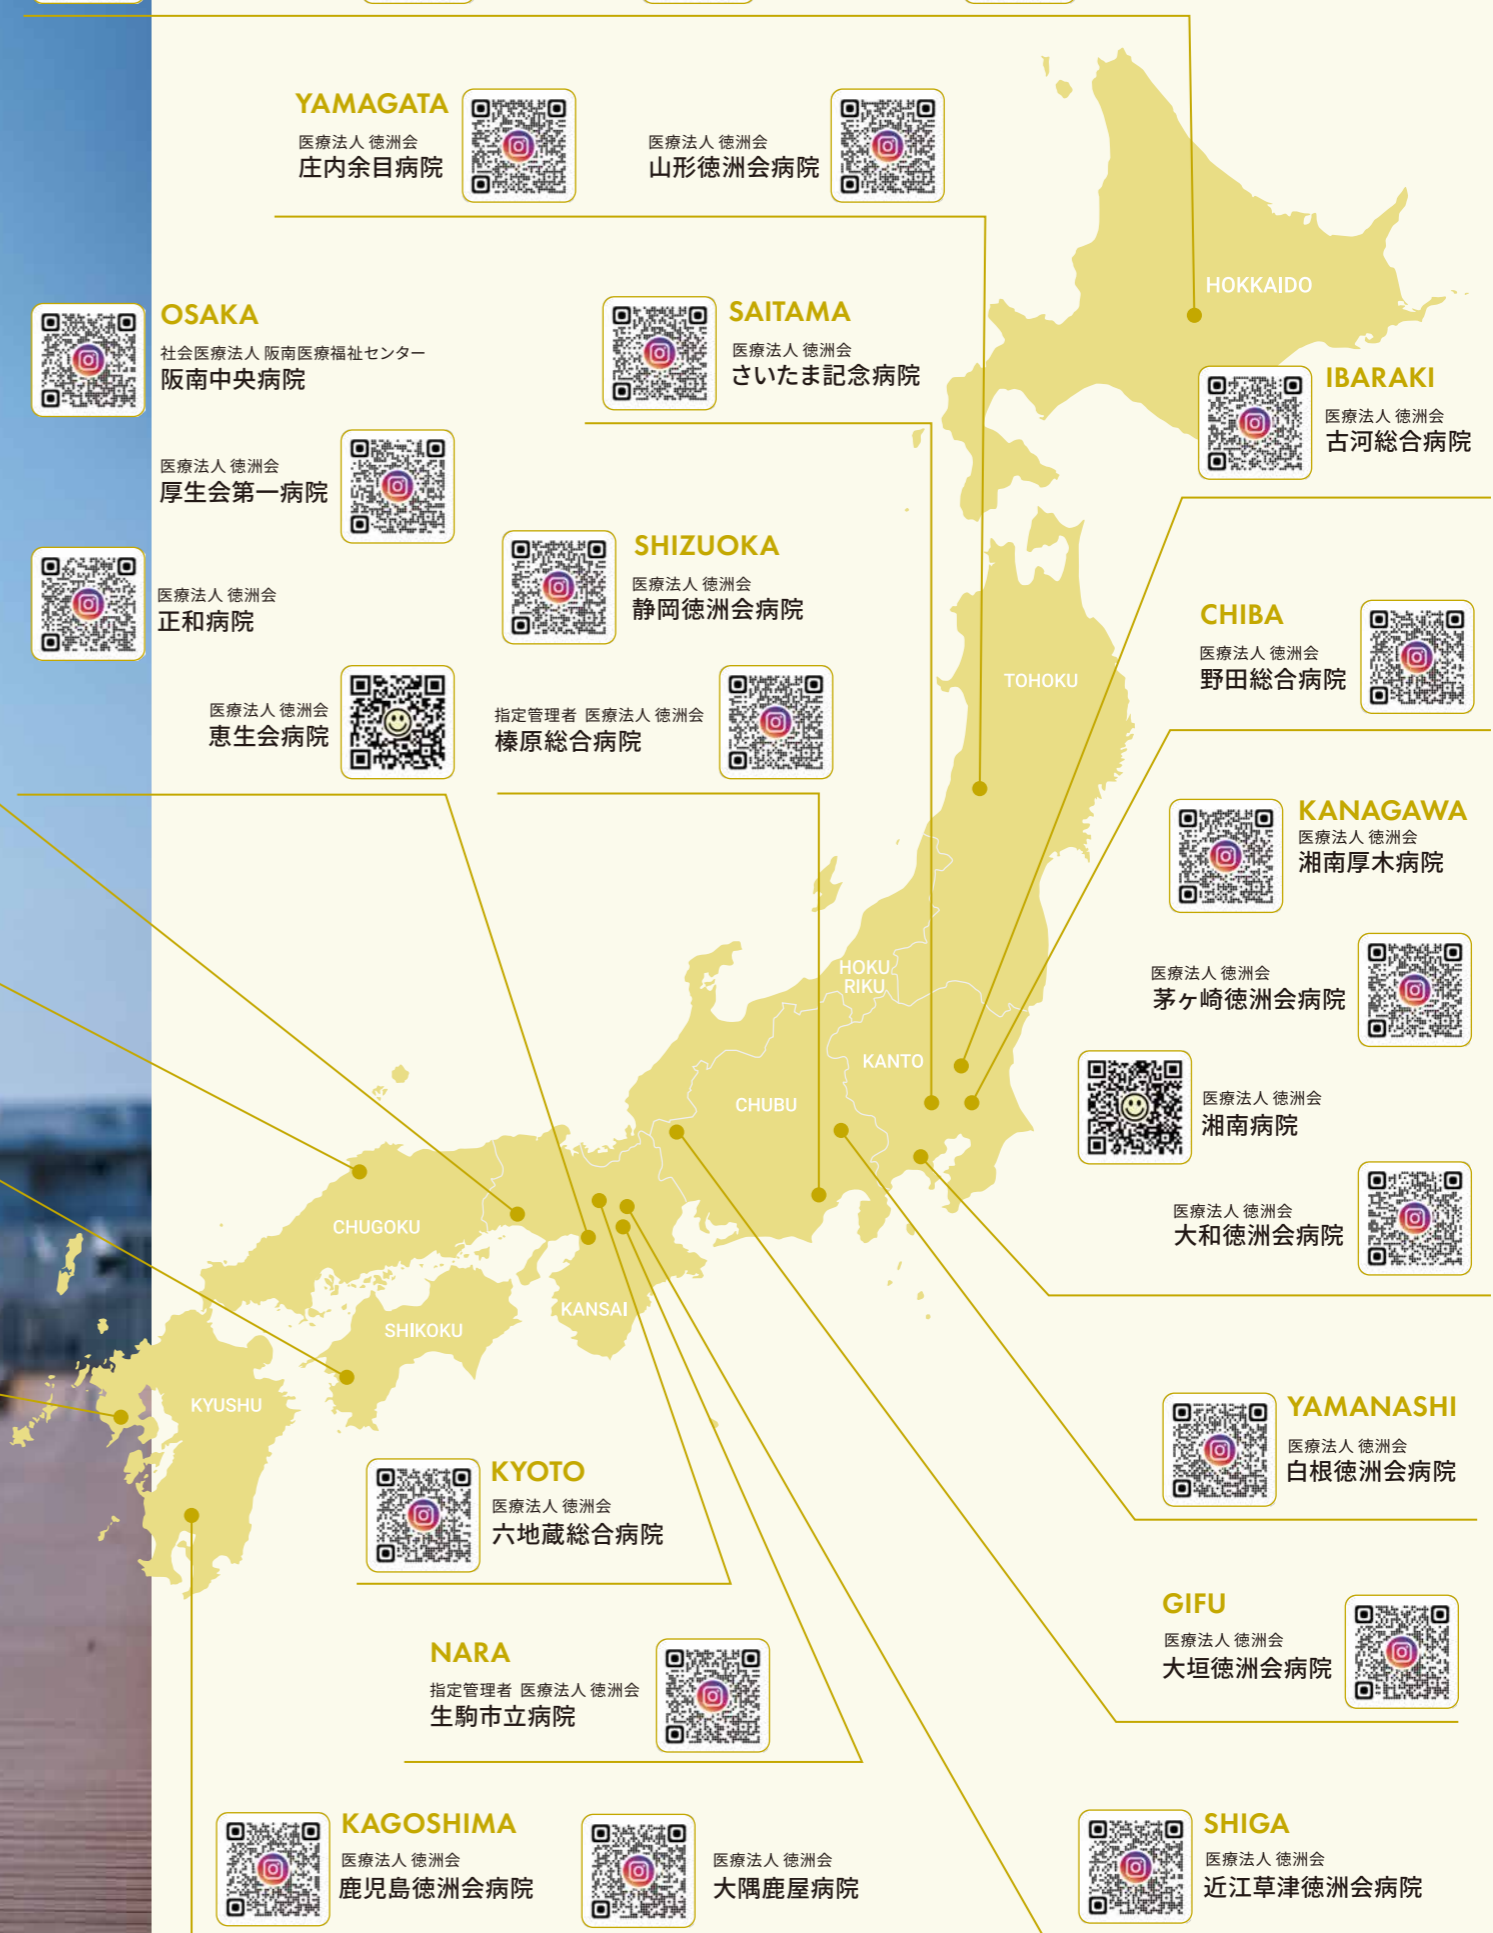 YAMAGATA
医療法人 徳洲会
庄内余目病院
医療法人 徳洲会
山形徳洲会病院
HOKKAIDO
OSAKA
社会医療法人 阪南医療福祉センター
阪南中央病院
医療法人 徳洲会
厚生会第一病院
医療法人 徳洲会
正和病院
医療法人 徳洲会
恵生会病院
SAITAMA
医療法人 徳洲会
さいたま記念病院
IBARAKI
医療法人 徳洲会
古河総合病院
SHIZUOKA
医療法人 徳洲会
静岡徳洲会病院
指定管理者 医療法人 徳洲会
榛原総合病院
TOHOKU
CHIBA
医療法人 徳洲会
野田総合病院
KANAGAWA
医療法人 徳洲会
湘南厚木病院
医療法人 徳洲会
茅ヶ崎徳洲会病院
医療法人 徳洲会
湘南病院
医療法人 徳洲会
大和徳洲会病院
HOKU
RIKU
KANTO
CHUBU
CHUGOKU
KANSAI
SHIKOKU
KYUSHU
YAMANASHI
医療法人 徳洲会
白根徳洲会病院
KYOTO
医療法人 徳洲会
六地蔵総合病院
GIFU
医療法人 徳洲会
大垣徳洲会病院
NARA
指定管理者 医療法人 徳洲会
生駒市立病院
KAGOSHIMA
医療法人 徳洲会
鹿児島徳洲会病院
医療法人 徳洲会
大隅鹿屋病院
SHIGA
医療法人 徳洲会
近江草津徳洲会病院